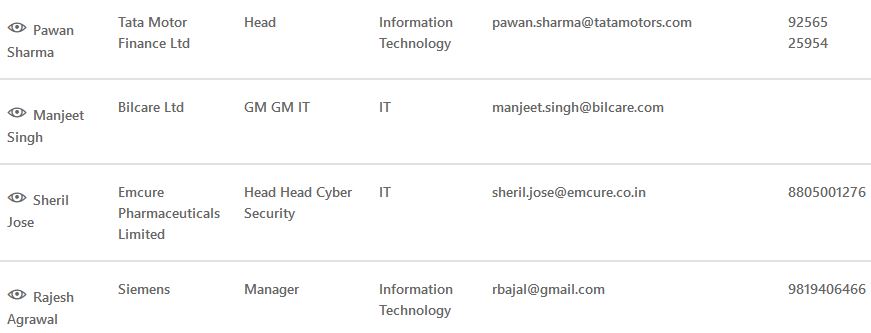 Pawan Sharma Tata Motor Finance Ltd Head Information Technology pawan.sharma@tatamotors.com 92565 25954
Manjeet Singh Bilcare Ltd GM GM IT IT manjeet.singh@bilcare.com
Sheril Jose Emcure Pharmaceuticals Limited Head Head Cyber Security IT sheril.jose@emcure.co.in 8805001276
Rajesh Agrawal Siemens Manager Information Technology rbajal@gmail.com 9819406466